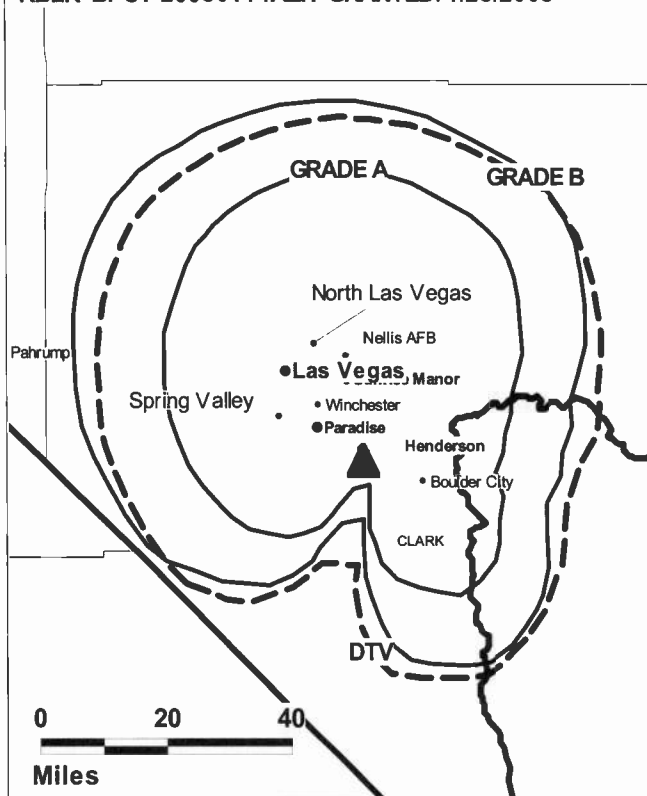 GRADE A
GRADE B
North Las Vegas
Nellis AFB
Pahrump
Las Vegas
Manor
Spring Valley
Winchester
Paradise
Henderson
Boulder City
CLARK
DTV
0 20 40
Miles